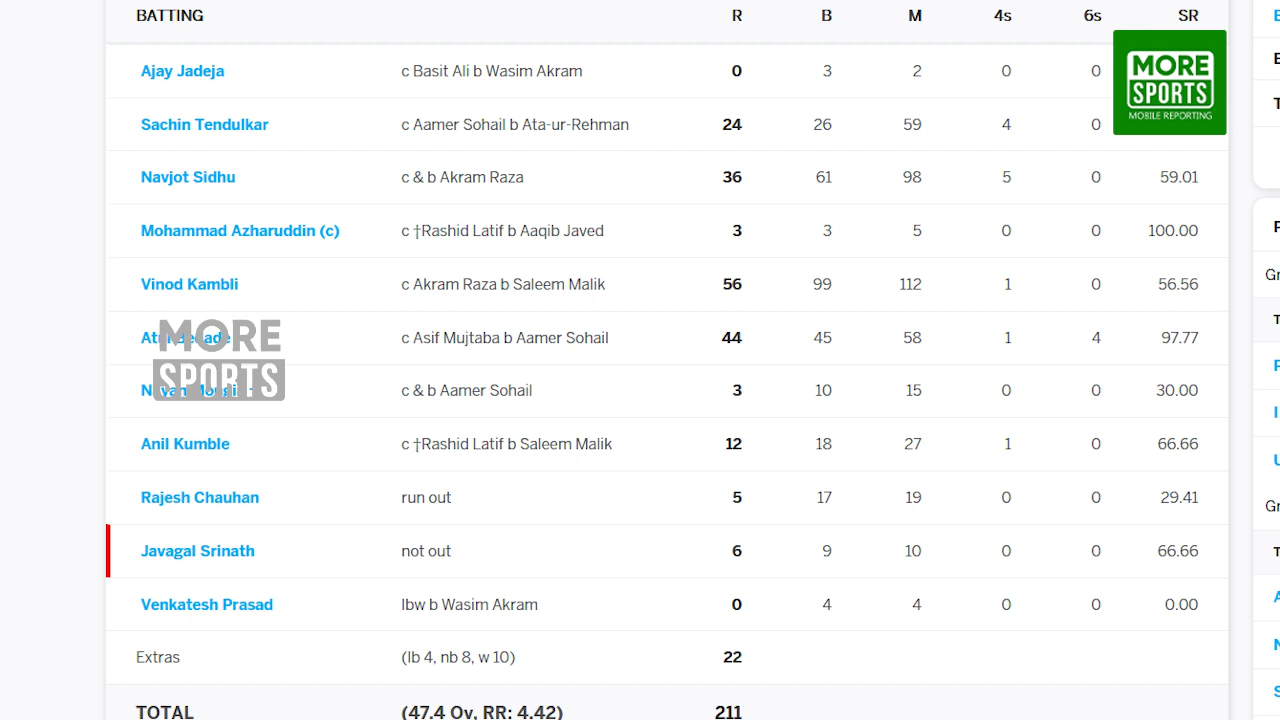 BATTING R B M 4s 6s SR
Ajay Jadeja c Basit Ali b Wasim Akram 0 3 2 0 0
MORE
SPORTS
MOBILE REPORTING
Sachin Tendulkar c Aamer Sohail b Ata-ur-Rehman 24 26 59 4 0
Navjot Sidhu c & b Akram Raza 36 61 98 5 0 59.01
Mohammad Azharuddin (c) c †Rashid Latif b Aaqib Javed 3 3 5 0 0 100.00
Vinod Kambli c Akram Raza b Saleem Malik 56 99 112 1 0 56.56
c Asif Mujtaba b Aamer Sohail 44 45 58 1 4 97.77
MORE
SPORTS
c & b Aamer Sohail 3 10 15 0 0 30.00
Anil Kumble c †Rashid Latif b Saleem Malik 12 18 27 1 0 66.66
Rajesh Chauhan run out 5 17 19 0 0 29.41
Javagal Srinath not out 6 9 10 0 0 66.66
Venkatesh Prasad lbw b Wasim Akram 0 4 4 0 0 0.00
Extras (lb 4, nb 8, w 10) 22
TOTAL (47.4 Ov, RR: 4.42) 211